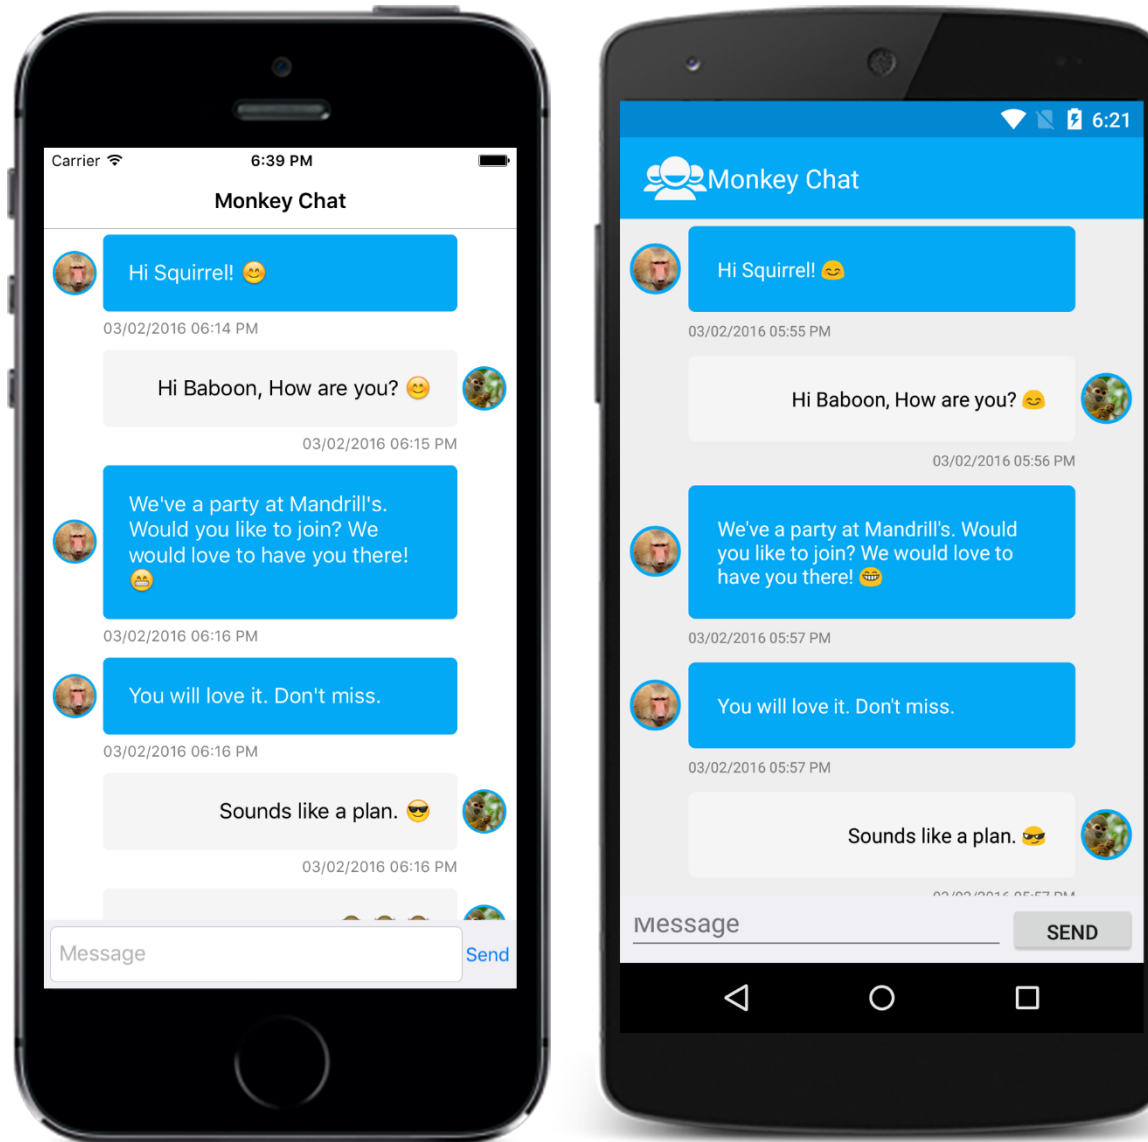 Carrier
6:39 PM
Monkey Chat
Hi Squirrel! 😊
03/02/2016 06:14 PM
Hi Baboon, How are you? 😊
03/02/2016 06:15 PM
We've a party at Mandrill's.
Would you like to join? We
would love to have you there!
😁
03/02/2016 06:16 PM
You will love it. Don't miss.
03/02/2016 06:16 PM
Sounds like a plan. 😎
03/02/2016 06:16 PM
Message
Send
6:21
Monkey Chat
Hi Squirrel! 😊
03/02/2016 05:55 PM
Hi Baboon, How are you? 😊
03/02/2016 05:56 PM
We've a party at Mandrill's. Would
you like to join? We would love to
have you there! 😁
03/02/2016 05:57 PM
You will love it. Don't miss.
03/02/2016 05:57 PM
Sounds like a plan. 😎
03/02/2016 05:57 PM
Message
SEND